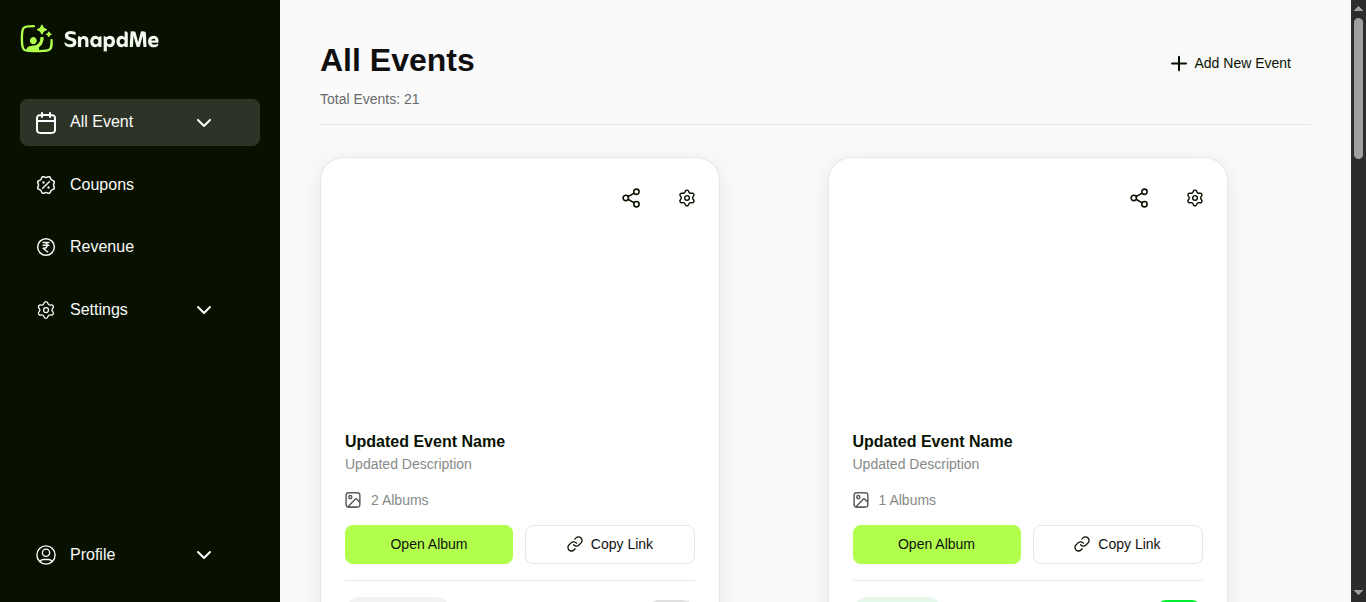 SnapdMe
All Event
Coupons
Revenue
Settings
Profile
All Events
Total Events: 21
Add New Event
Updated Event Name
Updated Description
2 Albums
Open Album
Copy Link
Updated Event Name
Updated Description
1 Albums
Open Album
Copy Link